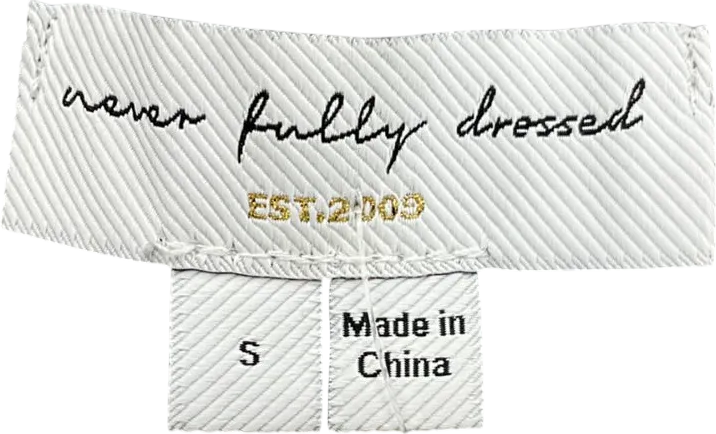 never fully dressed
EST.2009
S
Made in
China